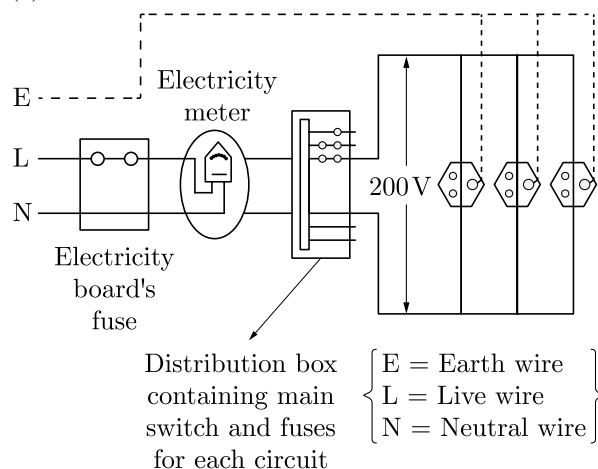 Electricity
meter
E
L
N
200 V
Electricity
board's
fuse
Distribution box
containing main
switch and fuses
for each circuit
E = Earth wire
L = Live wire
N = Neutral wire